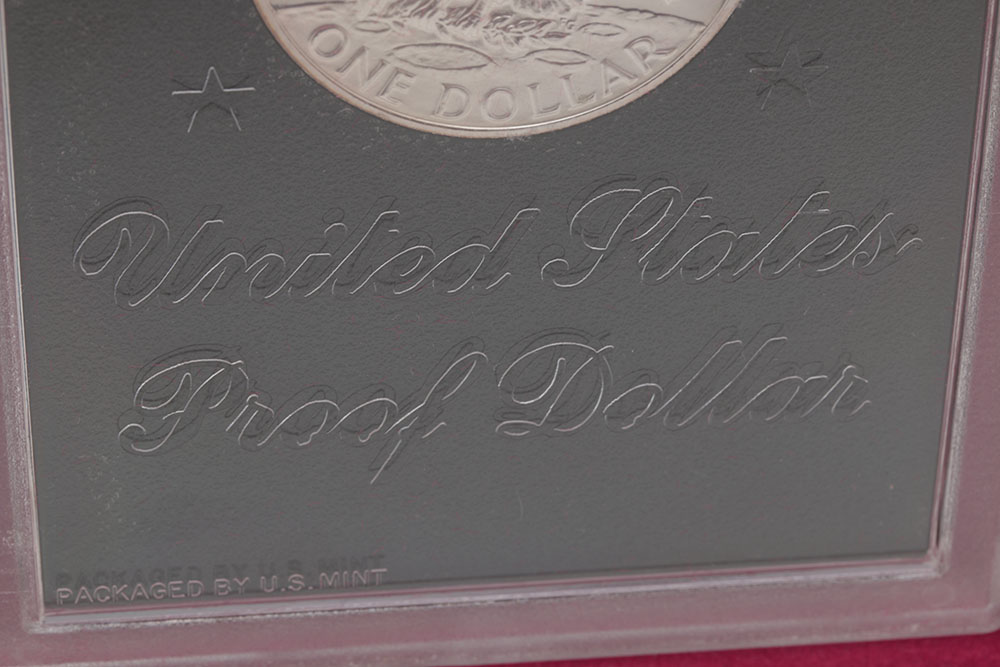 ONE DOLLAR
United States
Proof Dollar
PACKAGED BY U.S. MINT